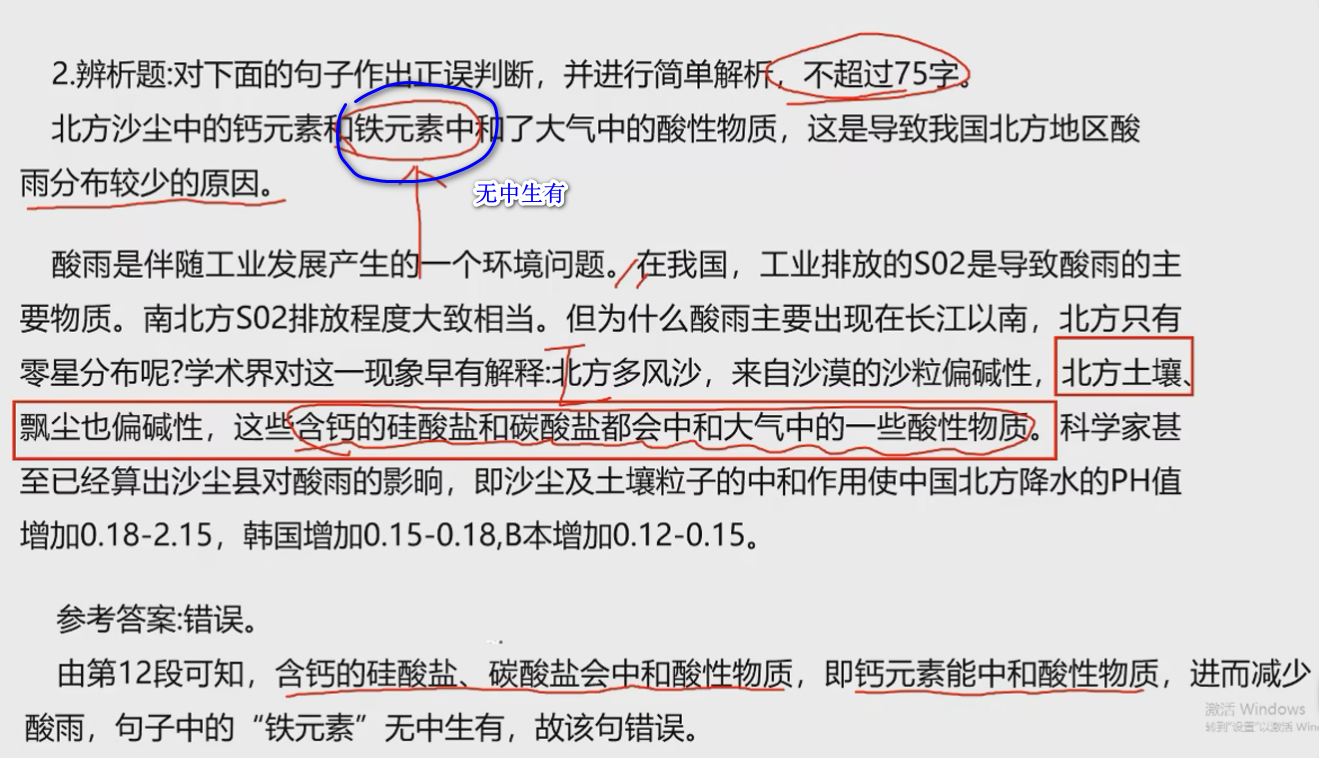 2.辨析题:对下面的句子作出正误判断，并进行简单解析，不超过75字。
北方沙尘中的钙元素和铁元素中和了大气中的酸性物质，这是导致我国北方地区酸
雨分布较少的原因。
无中生有
酸雨是伴随工业发展产生的一个环境问题。在我国，工业排放的S02是导致酸雨的主
要物质。南北方S02排放程度大致相当。但为什么酸雨主要出现在长江以南，北方只有
零星分布呢?学术界对这一现象早有解释:北方多风沙，来自沙漠的沙粒偏碱性，北方土壤、
飘尘也偏碱性，这些含钙的硅酸盐和碳酸盐都会中和大气中的一些酸性物质。科学家甚
至已经算出沙尘县对酸雨的影响，即沙尘及土壤粒子的中和作用使中国北方降水的PH值
增加0.18-2.15，韩国增加0.15-0.18,B本增加0.12-0.15。
参考答案:错误。
由第12段可知，含钙的硅酸盐、碳酸盐会中和酸性物质，即钙元素能中和酸性物质，进而减少
酸雨，句子中的“铁元素”无中生有，故该句错误。
激活 Windows
转到"设置"以激活 Win